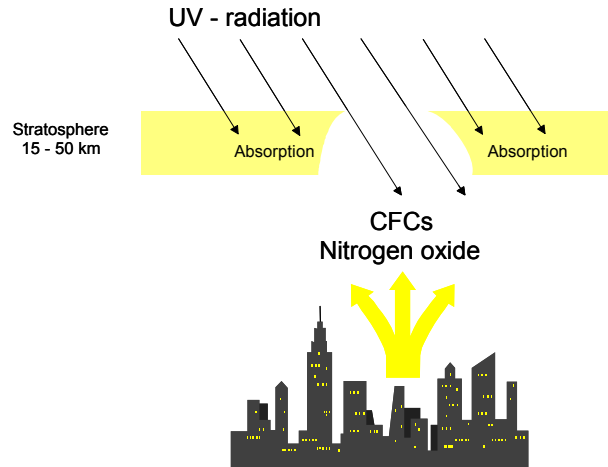 UV - radiation
Stratosphere
15 - 50 km
Absorption
Absorption
CFCs
Nitrogen oxide